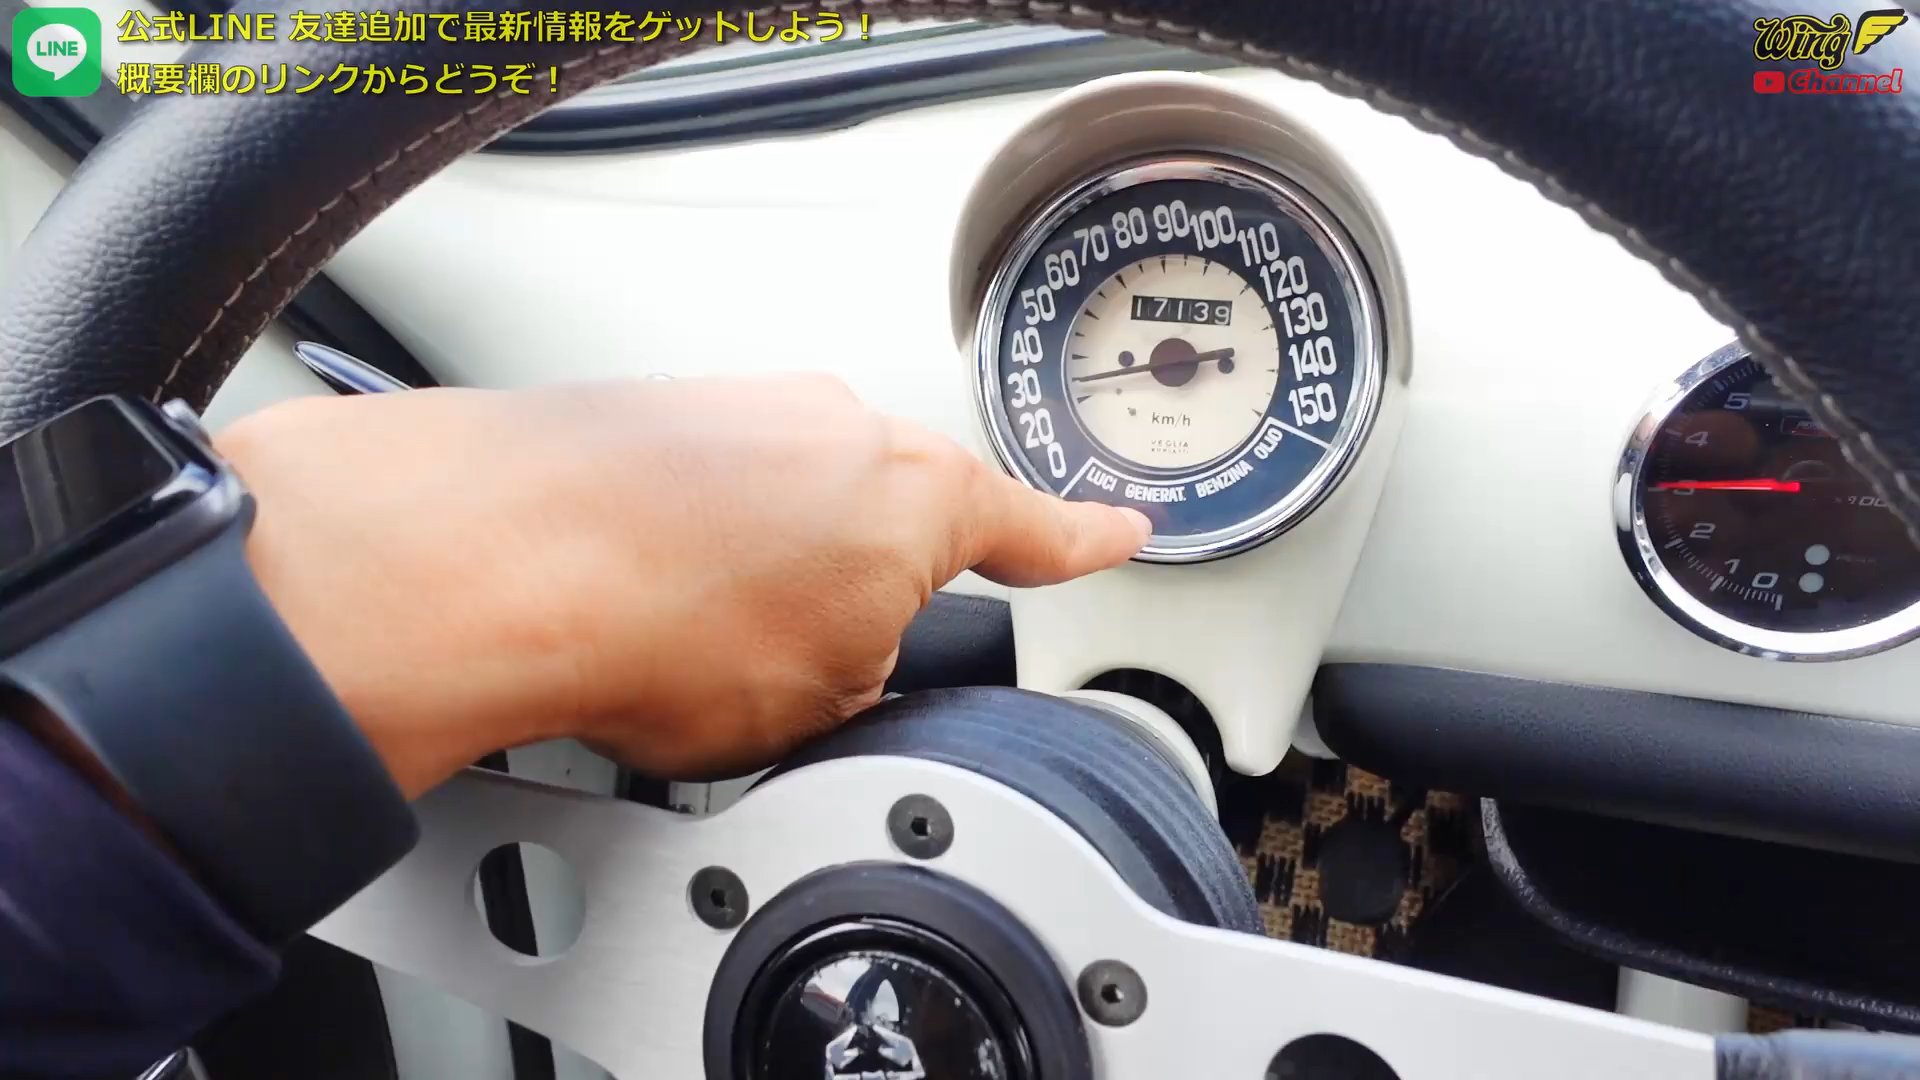 LINE
公式LINE 友達追加で最新情報をゲットしよう！
概要欄のリンクからどうぞ！
Wing
Channel
0 20 30 40 50 60 70 80 90 100 110 120 130 140 150
17139
km/h
VEGLIA
LUCI GENERAT. BENZINA OLIO
5
4
3
2
1
0